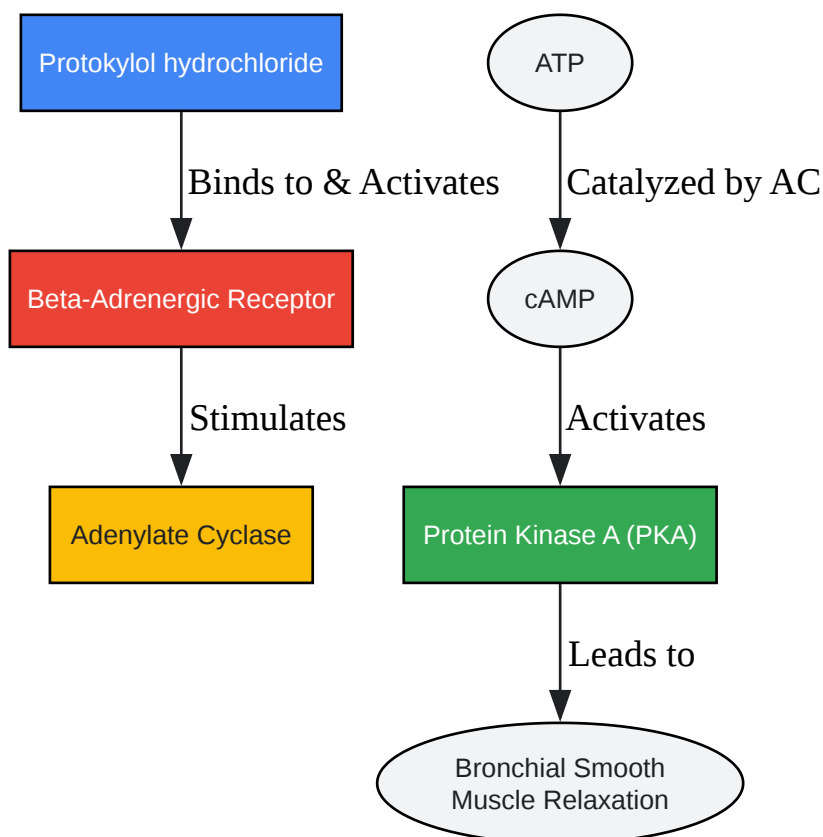 Protokylol hydrochloride
ATP
Binds to & Activates
Catalyzed by AC
Beta-Adrenergic Receptor
cAMP
Stimulates
Activates
Adenylate Cyclase
Protein Kinase A (PKA)
Leads to
Bronchial Smooth
Muscle Relaxation